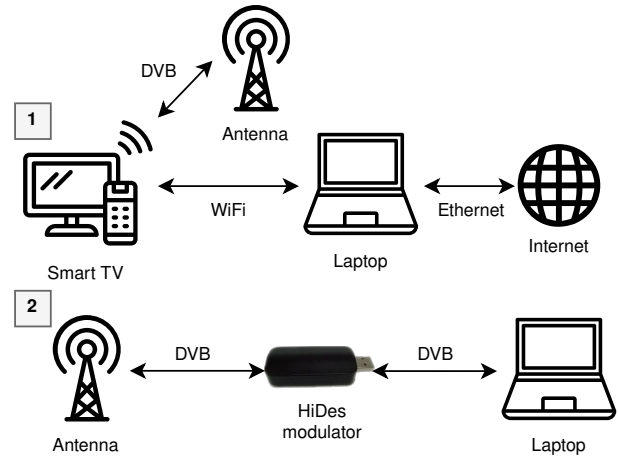 DVB
1
Antenna
WiFi
Ethernet
Smart TV
Laptop
Internet
2
DVB
DVB
HiDes
modulator
Antenna
Laptop